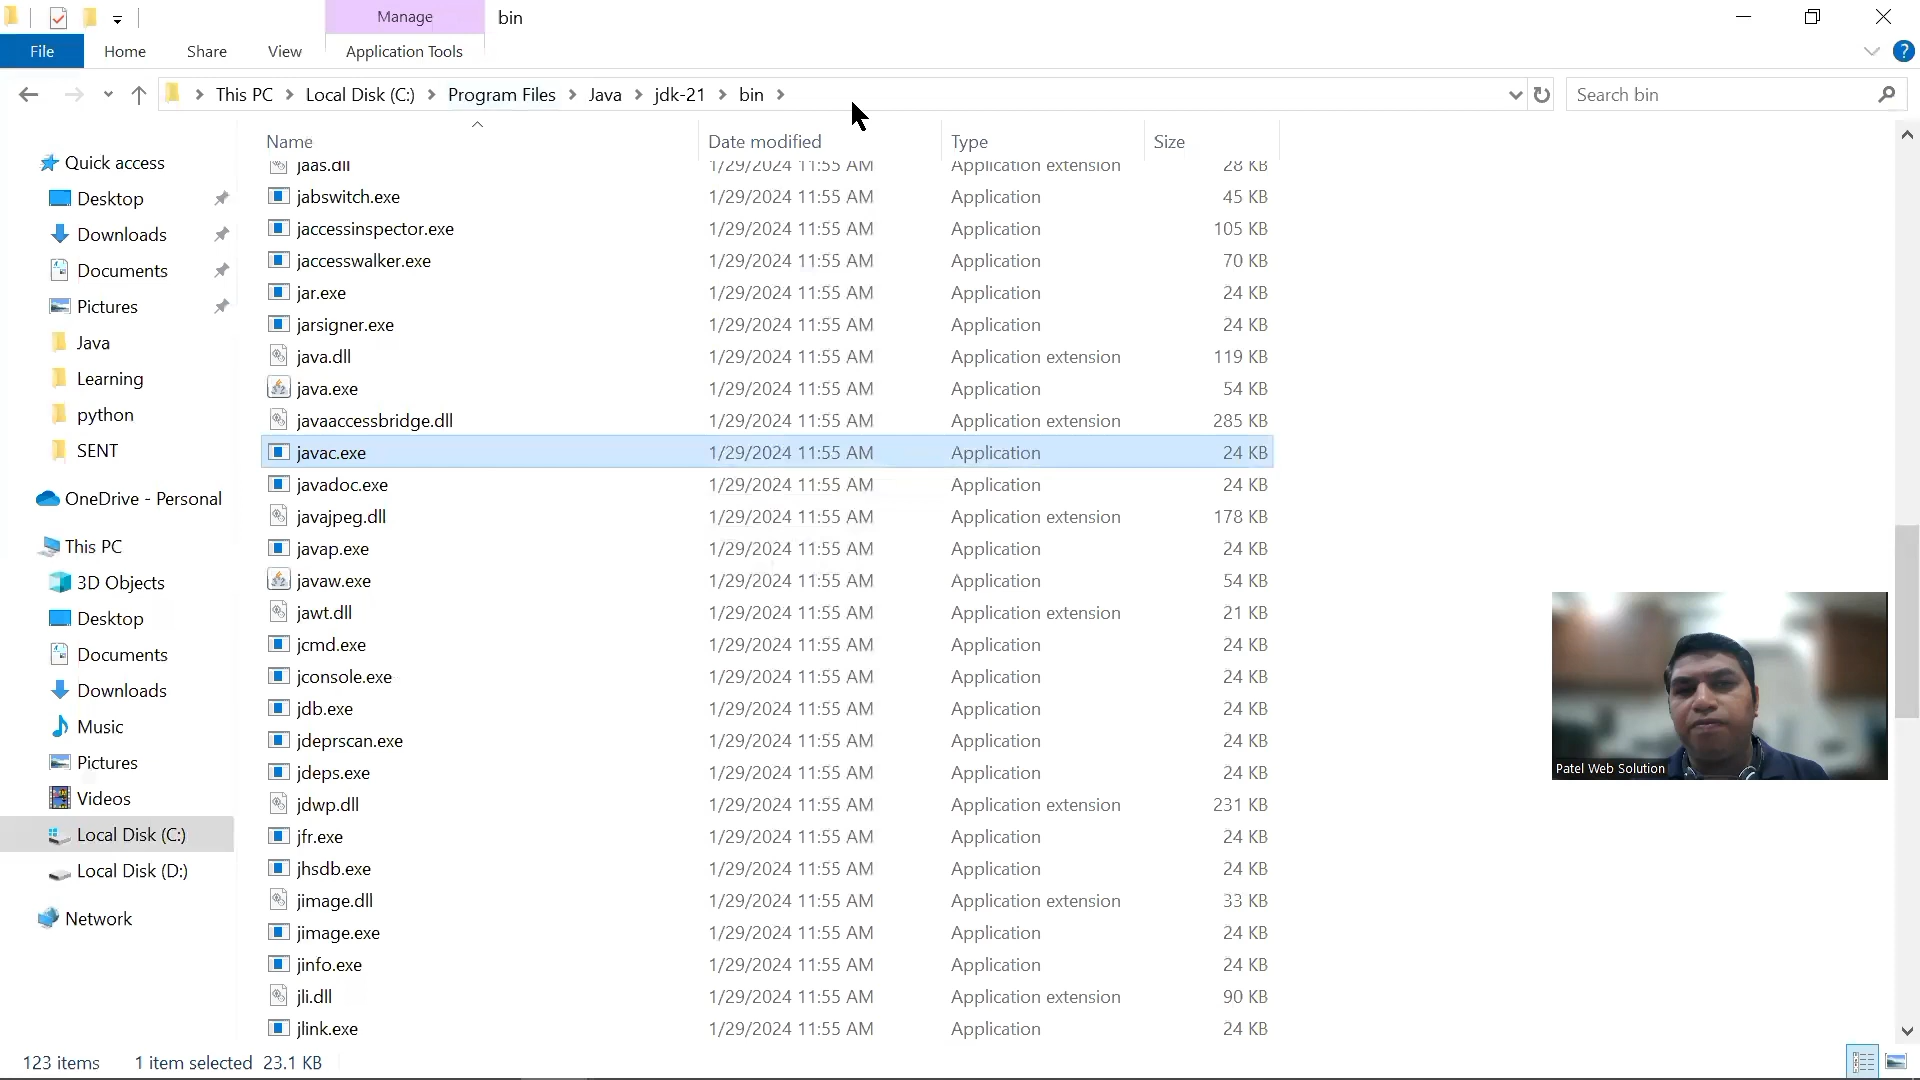 Manage
bin
File
Home
Share
View
Application Tools
This PC
Local Disk (C:)
Program Files
Java
jdk-21
bin
Search bin
Name
Date modified
Type
Size
Quick access
Desktop
Downloads
Documents
Pictures
Java
Learning
python
SENT
OneDrive - Personal
This PC
3D Objects
Desktop
Documents
Downloads
Music
Pictures
Videos
Local Disk (C:)
Local Disk (D:)
Network
jaas.dll 1/29/2024 11:55 AM Application extension 28 KB
jabswitch.exe 1/29/2024 11:55 AM Application 45 KB
jaccessinspector.exe 1/29/2024 11:55 AM Application 105 KB
jaccesswalker.exe 1/29/2024 11:55 AM Application 70 KB
jar.exe 1/29/2024 11:55 AM Application 24 KB
jarsigner.exe 1/29/2024 11:55 AM Application 24 KB
java.dll 1/29/2024 11:55 AM Application extension 119 KB
java.exe 1/29/2024 11:55 AM Application 54 KB
javaaccessbridge.dll 1/29/2024 11:55 AM Application extension 285 KB
javac.exe 1/29/2024 11:55 AM Application 24 KB
javadoc.exe 1/29/2024 11:55 AM Application 24 KB
javajpeg.dll 1/29/2024 11:55 AM Application extension 178 KB
javap.exe 1/29/2024 11:55 AM Application 24 KB
javaw.exe 1/29/2024 11:55 AM Application 54 KB
jawt.dll 1/29/2024 11:55 AM Application extension 21 KB
jcmd.exe 1/29/2024 11:55 AM Application 24 KB
jconsole.exe 1/29/2024 11:55 AM Application 24 KB
jdb.exe 1/29/2024 11:55 AM Application 24 KB
jdeprscan.exe 1/29/2024 11:55 AM Application 24 KB
jdeps.exe 1/29/2024 11:55 AM Application 24 KB
jdwp.dll 1/29/2024 11:55 AM Application extension 231 KB
jfr.exe 1/29/2024 11:55 AM Application 24 KB
jhsdb.exe 1/29/2024 11:55 AM Application 24 KB
jimage.dll 1/29/2024 11:55 AM Application extension 33 KB
jimage.exe 1/29/2024 11:55 AM Application 24 KB
jinfo.exe 1/29/2024 11:55 AM Application 24 KB
jli.dll 1/29/2024 11:55 AM Application extension 90 KB
jlink.exe 1/29/2024 11:55 AM Application 24 KB
Patel Web Solution
123 items 1 item selected 23.1 KB